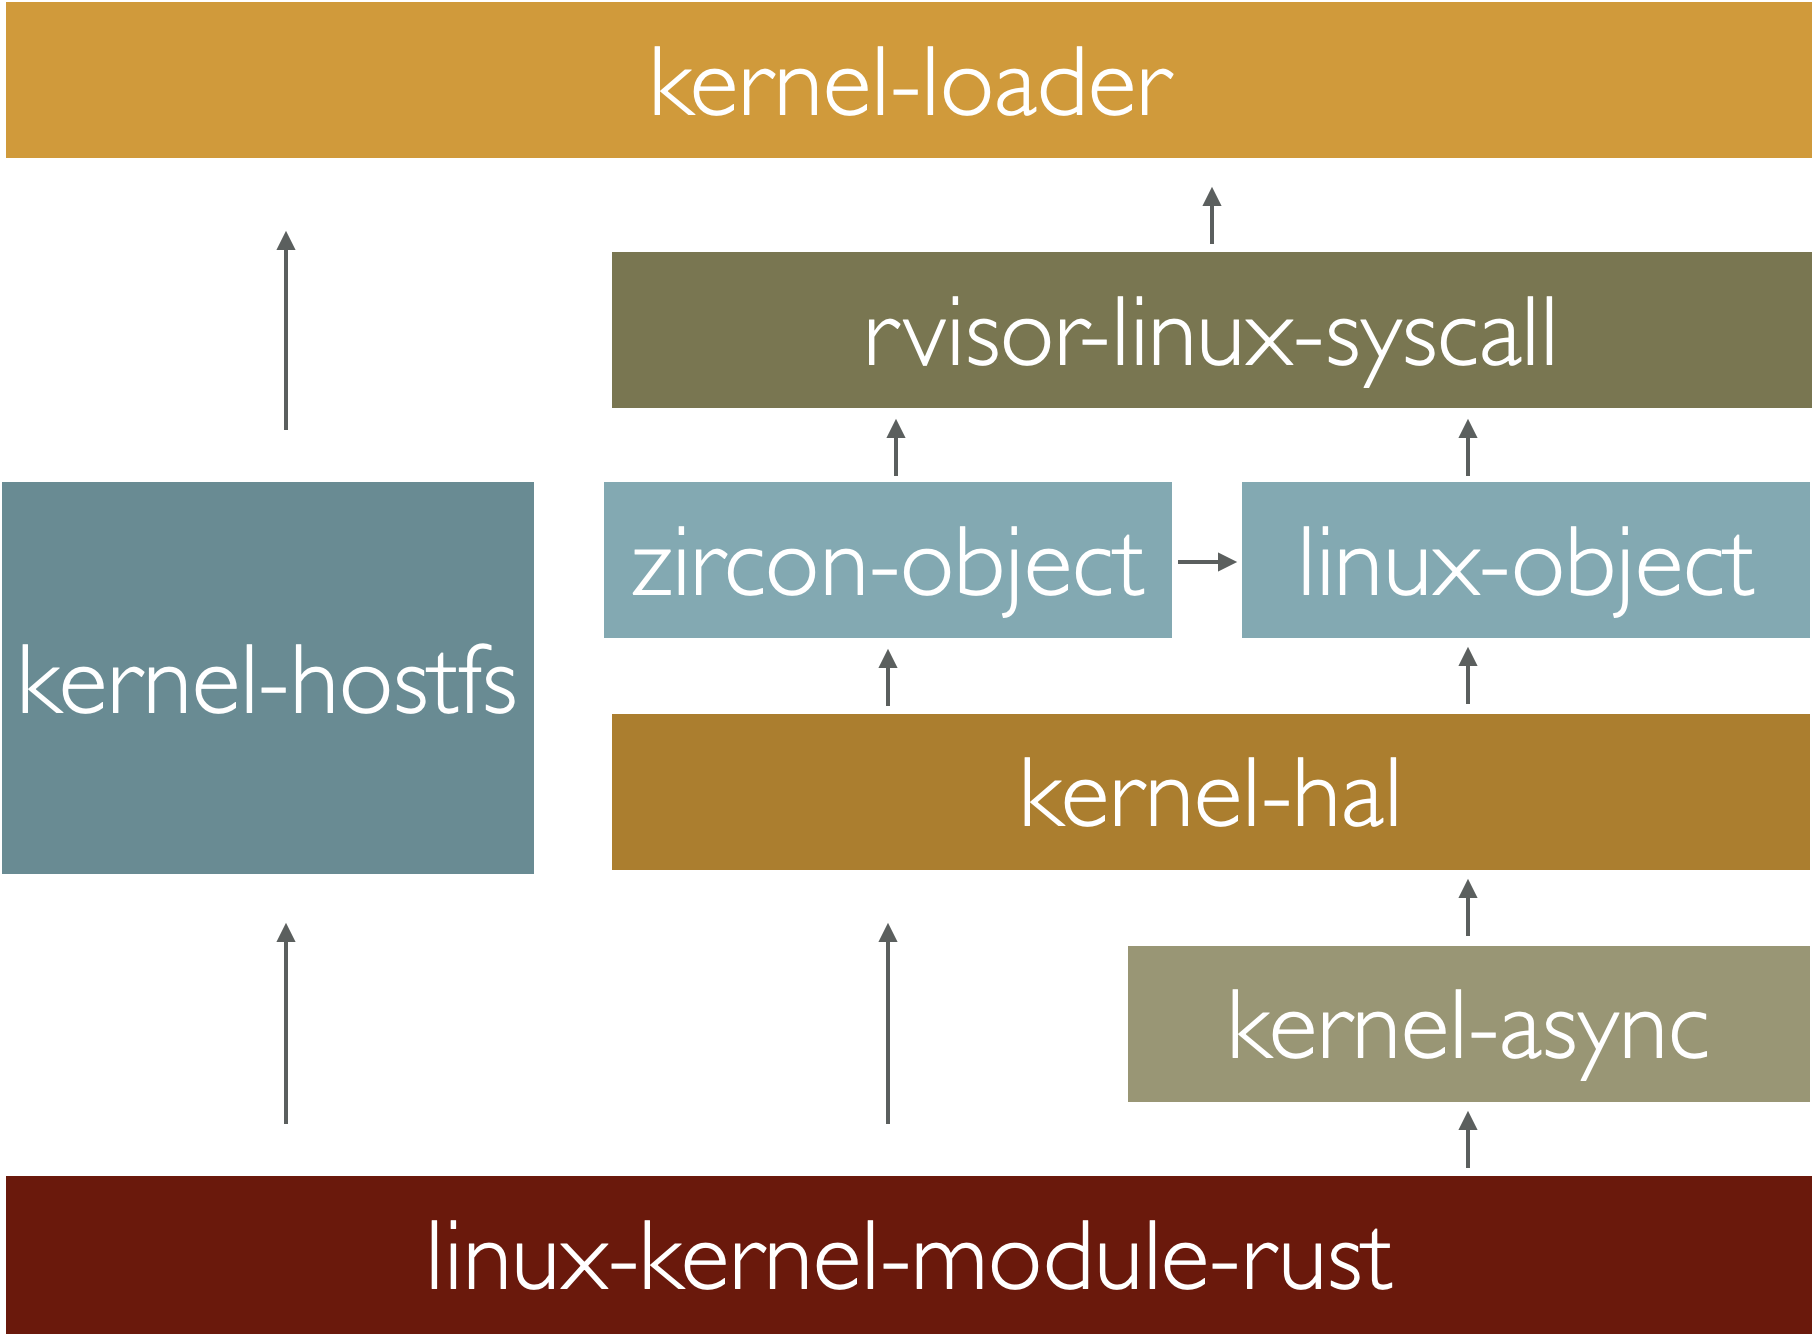 kernel-loader
rvisor-linux-syscall
zircon-object
linux-object
kernel-hostfs
kernel-hal
kernel-async
linux-kernel-module-rust